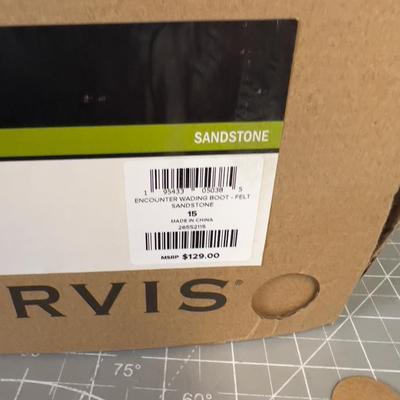 SANDSTONE
1 95433 05038 5
ENCOUNTER WADING BOOT - FELT
SANDSTONE
15
MADE IN CHINA
26SS2115
MSRP $129.00
RVIS®
75°
60°